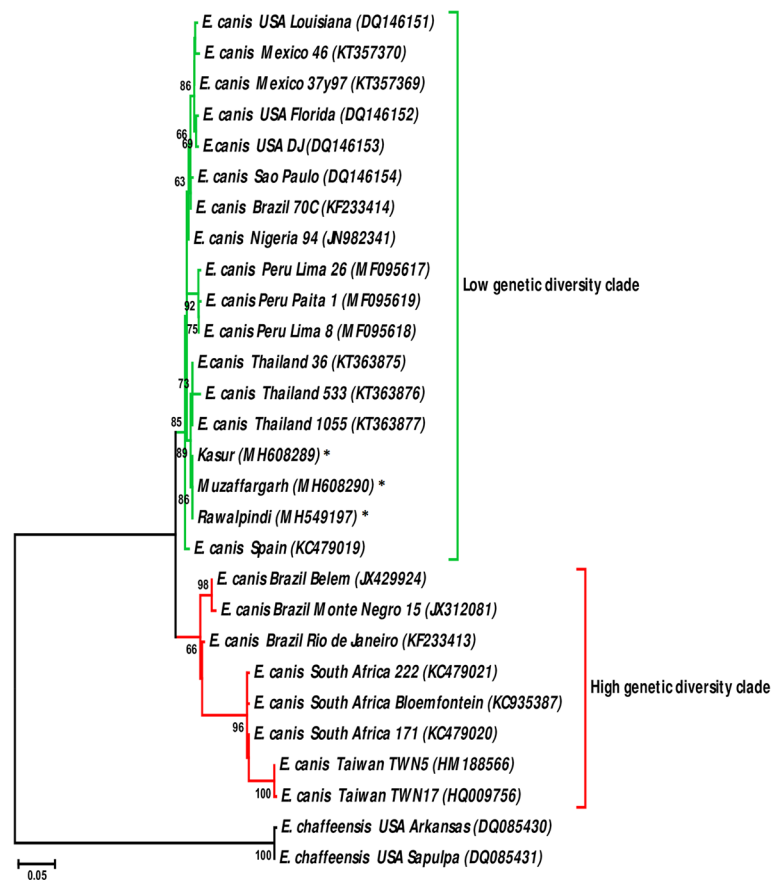 E. canis USA Louisiana (DQ146151)
E. canis Mexico 46 (KT357370)
86
E. canis Mexico 37y97 (KT357369)
E. canis USA Florida (DQ146152)
66
69
E.canis USA DJ(DQ146153)
63
E. canis Sao Paulo (DQ146154)
E. canis Brazil 70C (KF233414)
E. canis Nigeria 94 (JN982341)
E. canis Peru Lima 26 (MF095617)
Low genetic diversity clade
92
E. canis Peru Paita 1 (MF095619)
75
E. canis Peru Lima 8 (MF095618)
E.canis Thailand 36 (KT363875)
73
E. canis Thailand 533 (KT363876)
85
E. canis Thailand 1055 (KT363877)
89
Kasur (MH608289) *
86
Muzaffargarh (MH608290) *
Rawalpindi (MH549197) *
E. canis Spain (KC479019)
98
E. canis Brazil Belem (JX429924)
E. canis Brazil Monte Negro 15 (JX312081)
66
E. canis Brazil Rio de Janeiro (KF233413)
E. canis South Africa 222 (KC479021)
High genetic diversity clade
E. canis South Africa Bloemfontein (KC935387)
96
E. canis South Africa 171 (KC479020)
E. canis Taiwan TWN5 (HM188566)
100
E. canis Taiwan TWN17 (HQ009756)
E. chaffeensis USA Arkansas (DQ085430)
100
E. chaffeensis USA Sapulpa (DQ085431)
0.05